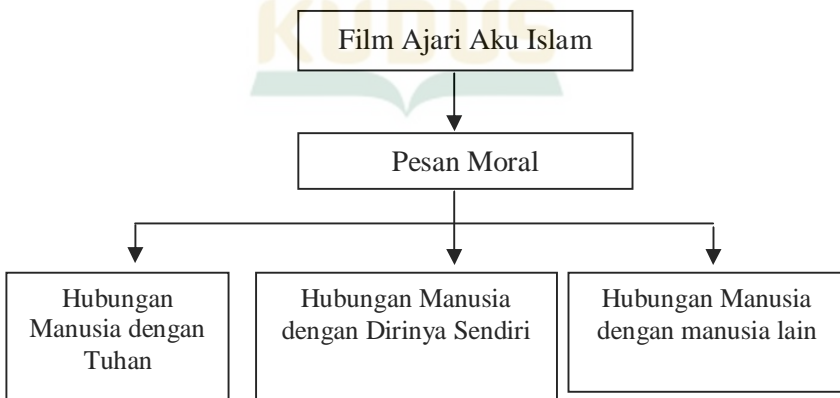 KUDUS
Film Ajari Aku Islam
Pesan Moral
Hubungan
Manusia dengan
Tuhan
Hubungan Manusia
dengan Dirinya Sendiri
Hubungan Manusia
dengan manusia lain